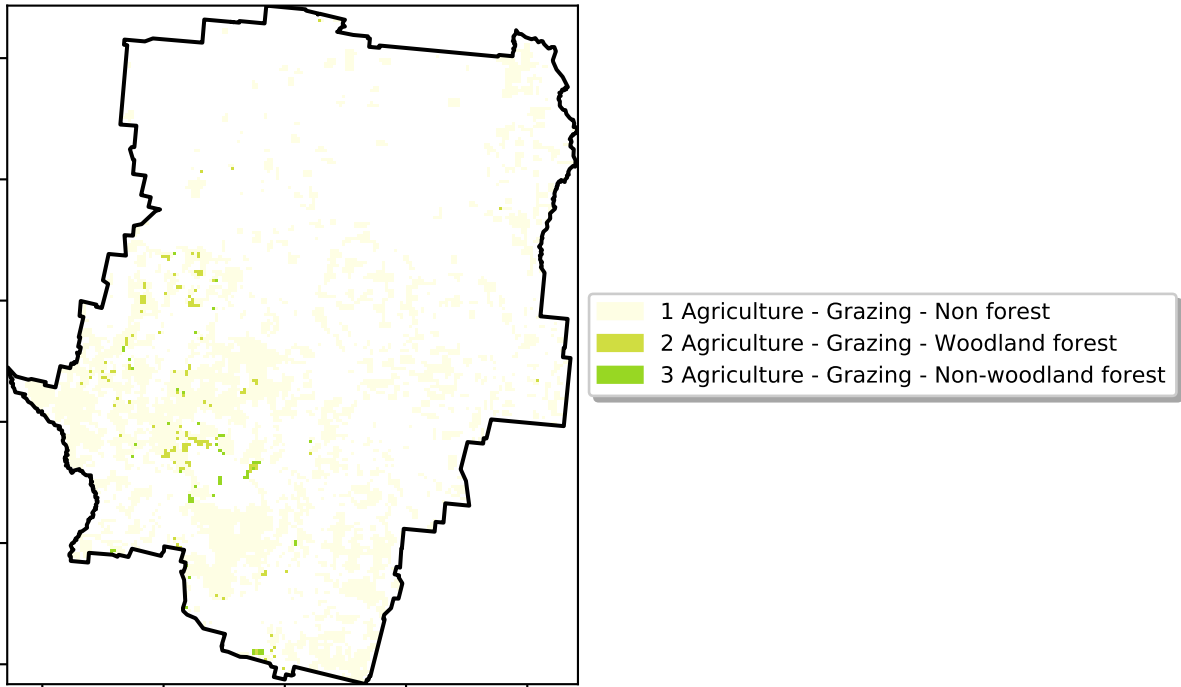 1 Agriculture - Grazing - Non forest
2 Agriculture - Grazing - Woodland forest
3 Agriculture - Grazing - Non-woodland forest